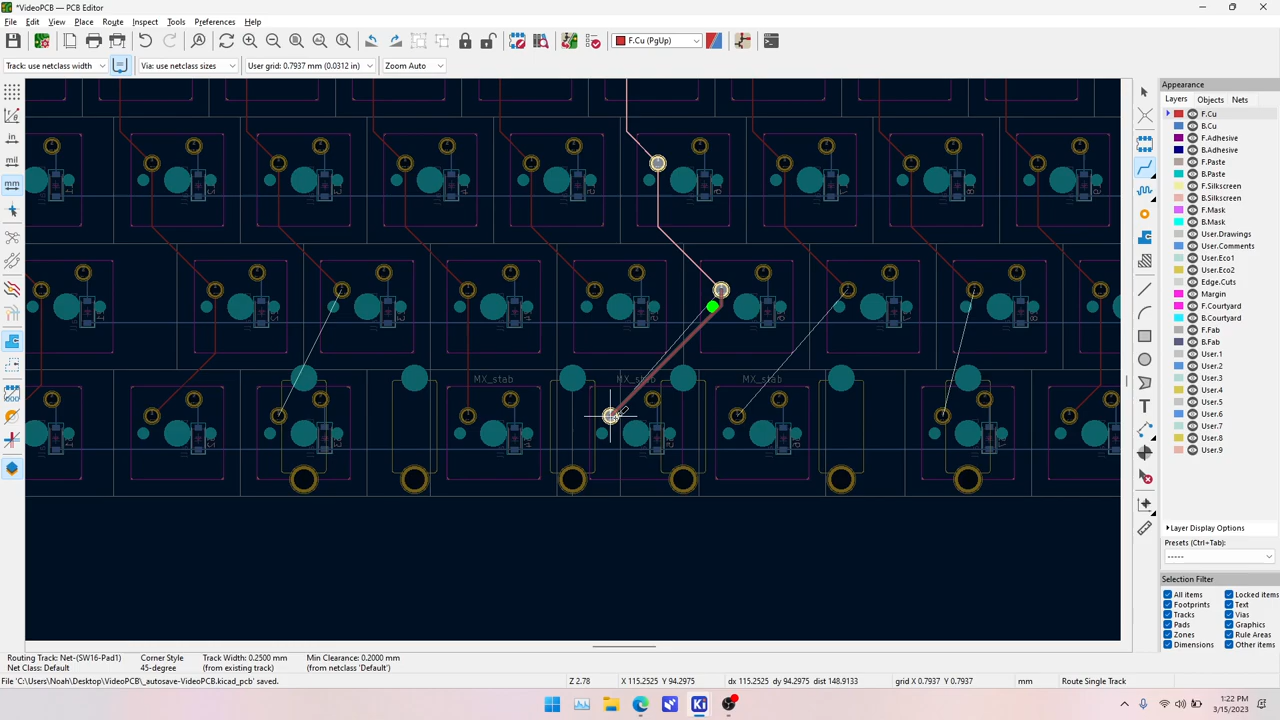 *VideoPCB — PCB Editor
File Edit View Place Route Inspect Tools Preferences Help
F.Cu (PgUp)
Track: use netclass width
Via: use netclass sizes
User grid: 0.7937 mm (0.0312 in)
Zoom Auto
in
mil
mm
MX_stab
MX_stab
MX_stab
Appearance
Layers Objects Nets
F.Cu
B.Cu
F.Adhesive
B.Adhesive
F.Paste
B.Paste
F.Silkscreen
B.Silkscreen
F.Mask
B.Mask
User.Drawings
User.Comments
User.Eco1
User.Eco2
Edge.Cuts
Margin
F.Courtyard
B.Courtyard
F.Fab
B.Fab
User.1
User.2
User.3
User.4
User.5
User.6
User.7
User.8
User.9
Layer Display Options
Presets (Ctrl+Tab):
-----
Selection Filter
All items Locked items
Footprints Text
Tracks Vias
Pads Graphics
Zones Rule Areas
Dimensions Other items
Routing Track: Net-(SW16-Pad1) Corner Style Track Width: 0.2500 mm Min Clearance: 0.2000 mm
Net Class: Default 45-degree (from existing track) (from netclass 'Default')
File 'C:\Users\Noah\Desktop\VideoPCB\_autosave-VideoPCB.kicad_pcb' saved. Z 2.78 X 115.2525 Y 94.2975 dx 115.2525 dy 94.2975 dist 148.9133 grid X 0.7937 Y 0.7937 mm Route Single Track
1:22 PM
3/15/2023